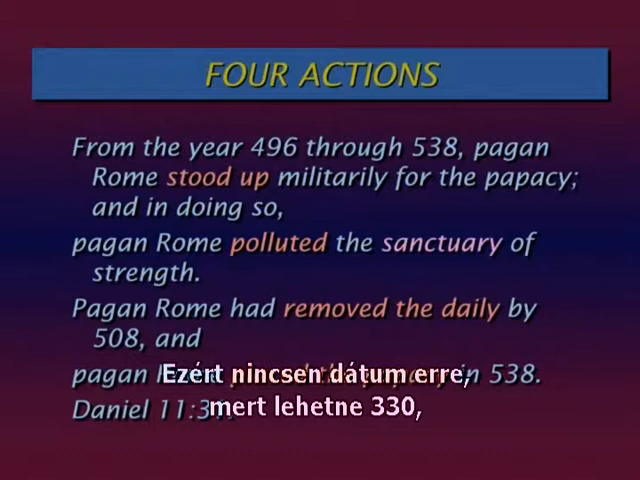 FOUR ACTIONS
From the year 496 through 538, pagan
Rome stood up militarily for the papacy;
and in doing so,
pagan Rome polluted the sanctuary of
strength.
Pagan Rome had removed the daily by
508, and
pagan in 538.
Ezért nincsen dátum erre,
Daniel 11:31.
mert lehetne 330,